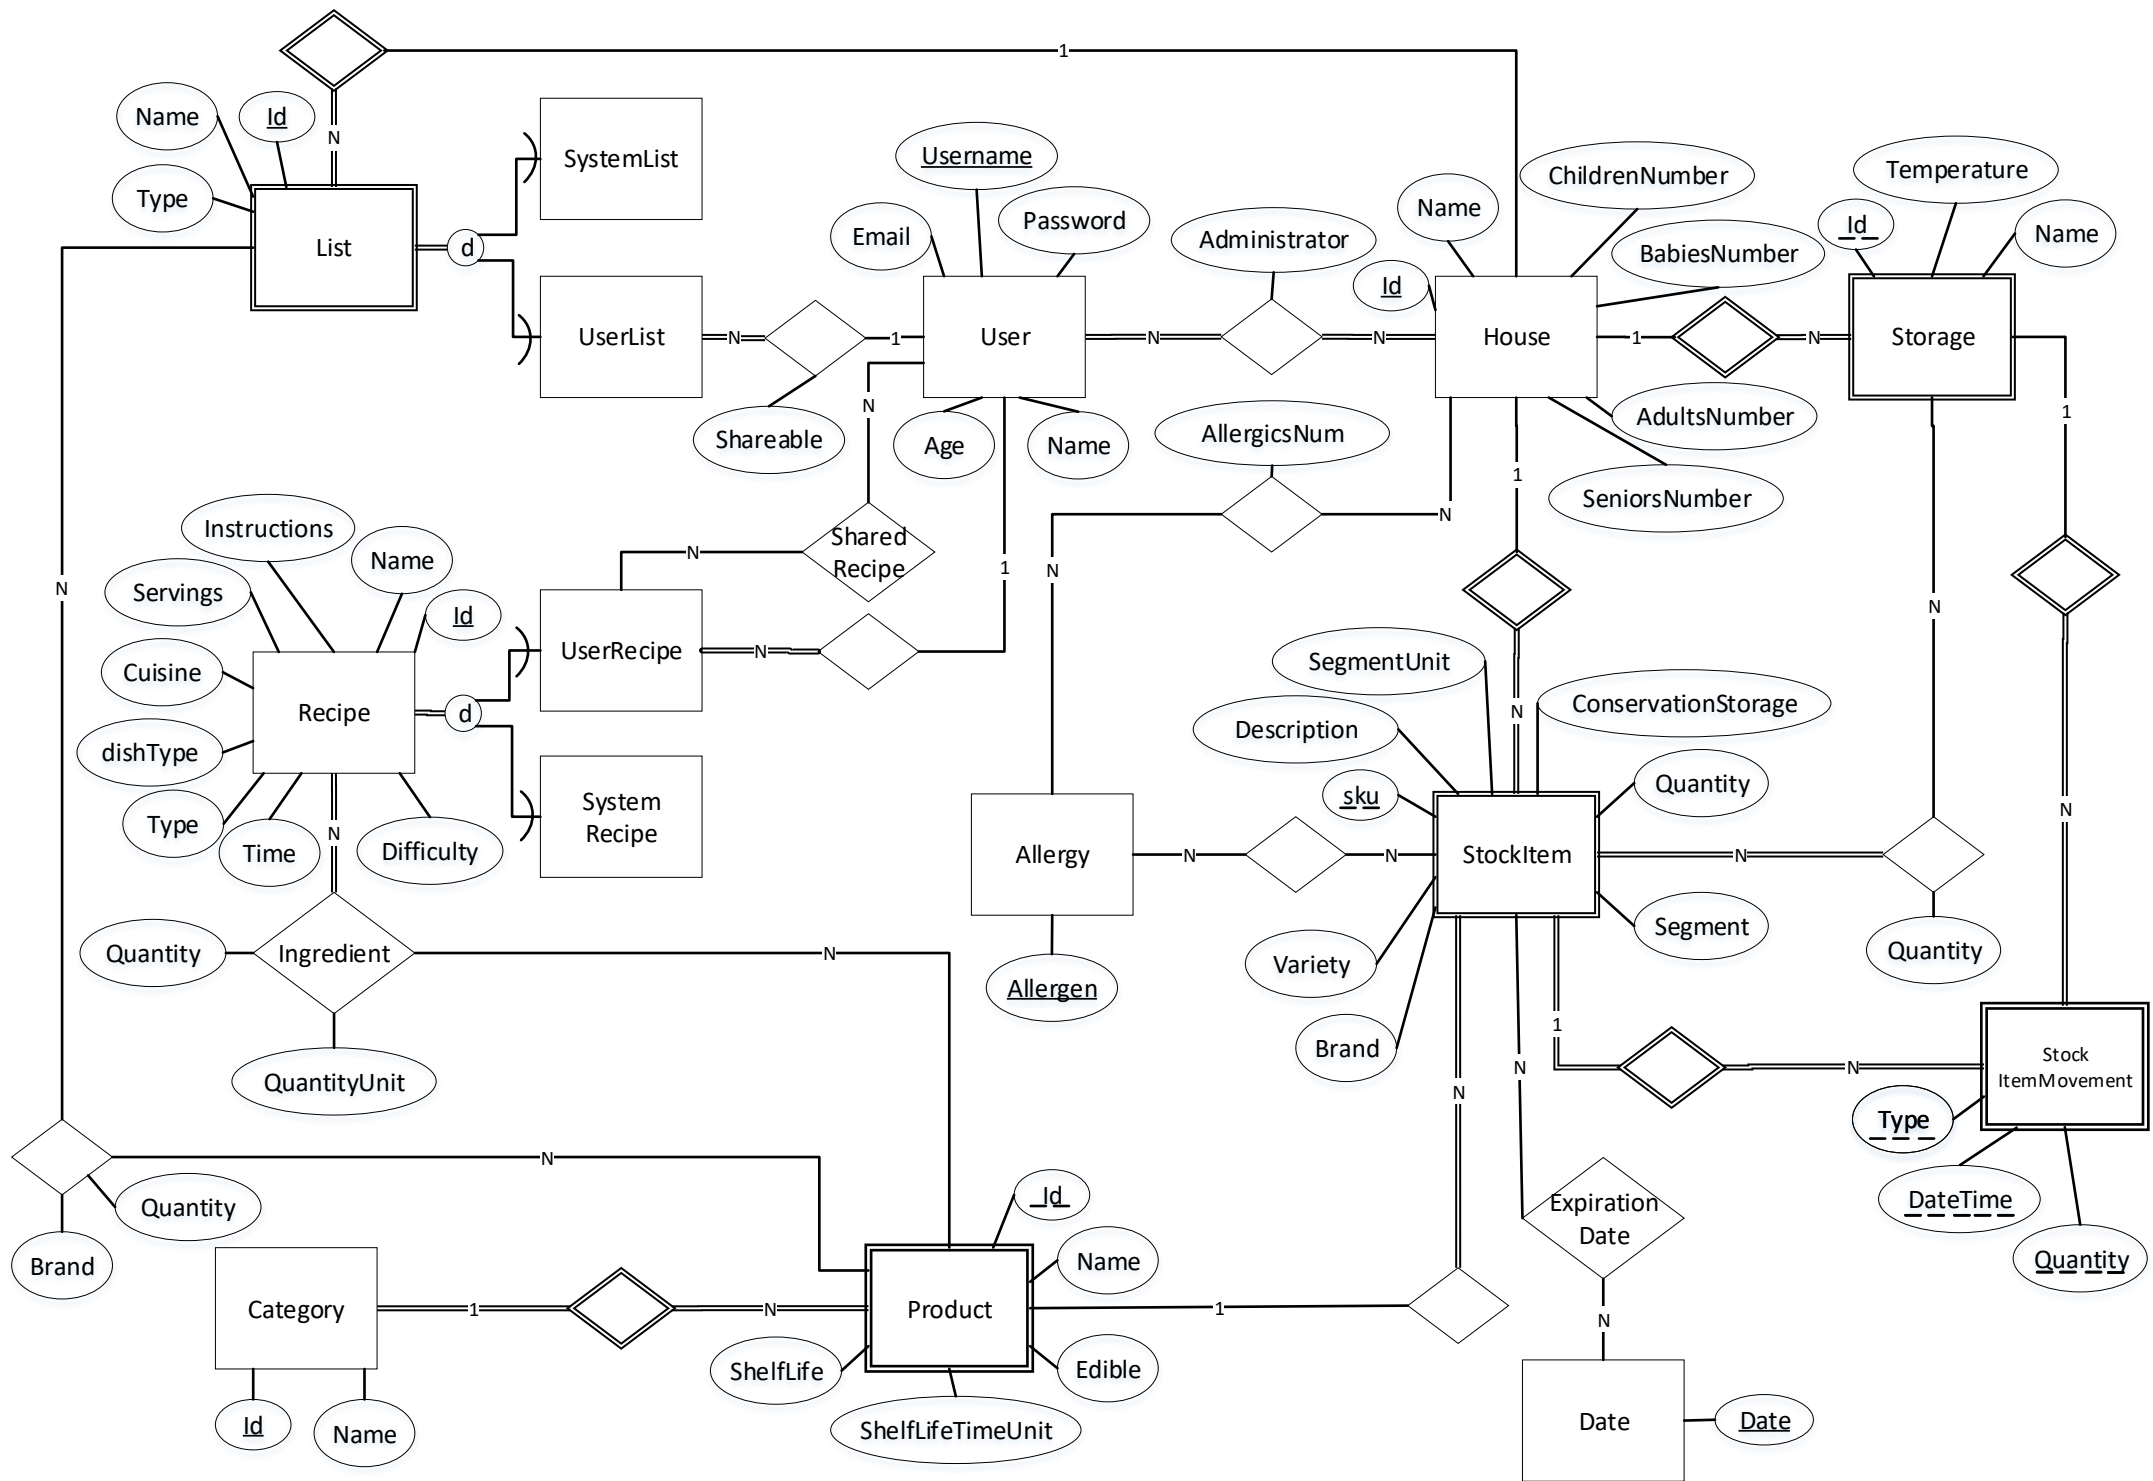 1
Name
Id
N
Type
SystemList
List
d
UserList
N
1
Shareable
Username
Email
Password
User
Age
Name
N
N
Administrator
AllergicsNum
N
N
Name
Id
ChildrenNumber
BabiesNumber
House
AdultsNumber
SeniorsNumber
1
N
1
Id
Temperature
Name
Storage
1
N
Instructions
Servings
Name
Id
Cuisine
dishType
Type
Time
Difficulty
Recipe
d
N
Shared
Recipe
N
1
UserRecipe
N
System
Recipe
N
Quantity
Ingredient
N
QuantityUnit
N
N
Quantity
Brand
Allergy
Allergen
N
N
SegmentUnit
Description
sku
N
ConservationStorage
Quantity
StockItem
N
Segment
Variety
Brand
Quantity
N
N
1
N
N
Stock
ItemMovement
Type
DateTime
Quantity
Category
Id
Name
1
N
Id
Name
Product
1
ShelfLife
Edible
ShelfLifeTimeUnit
Expiration
Date
N
Date
Date